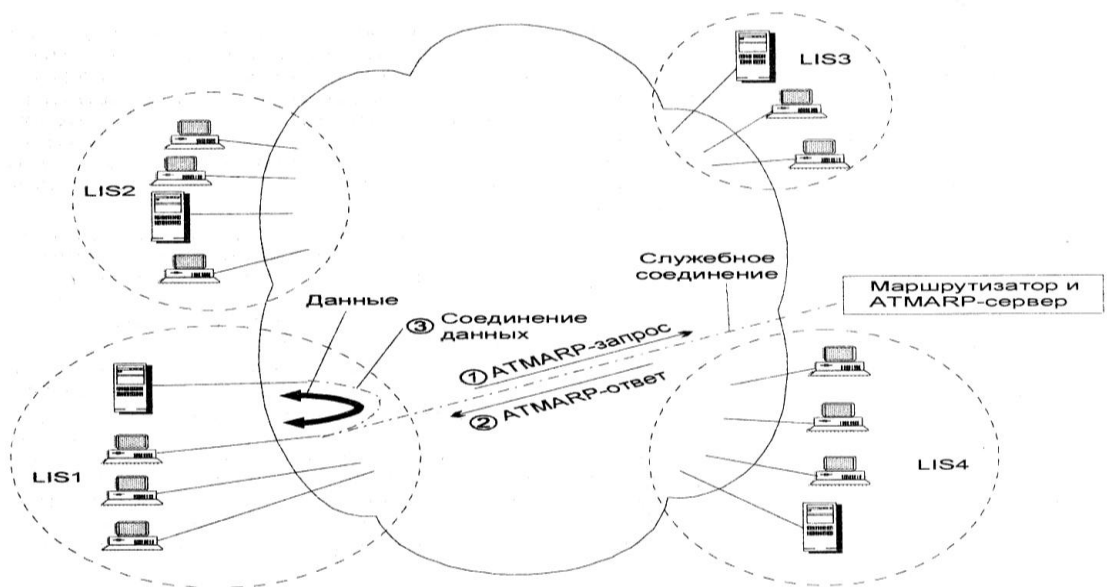 LIS3
LIS2
Служебное
соединение
Маршрутизатор и
ATMARP-сервер
Данные
③ Соединение
данных
① ATMARP-запрос
② ATMARP-ответ
LIS1
LIS4